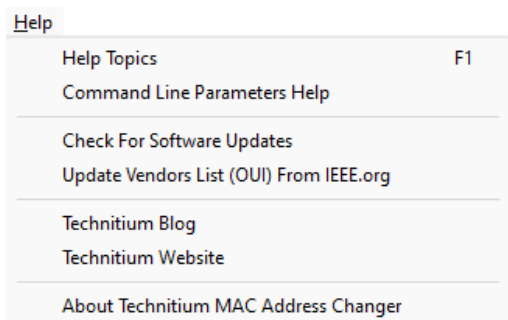 Help
Help Topics F1
Command Line Parameters Help
Check For Software Updates
Update Vendors List (OUI) From IEEE.org
Technitium Blog
Technitium Website
About Technitium MAC Address Changer